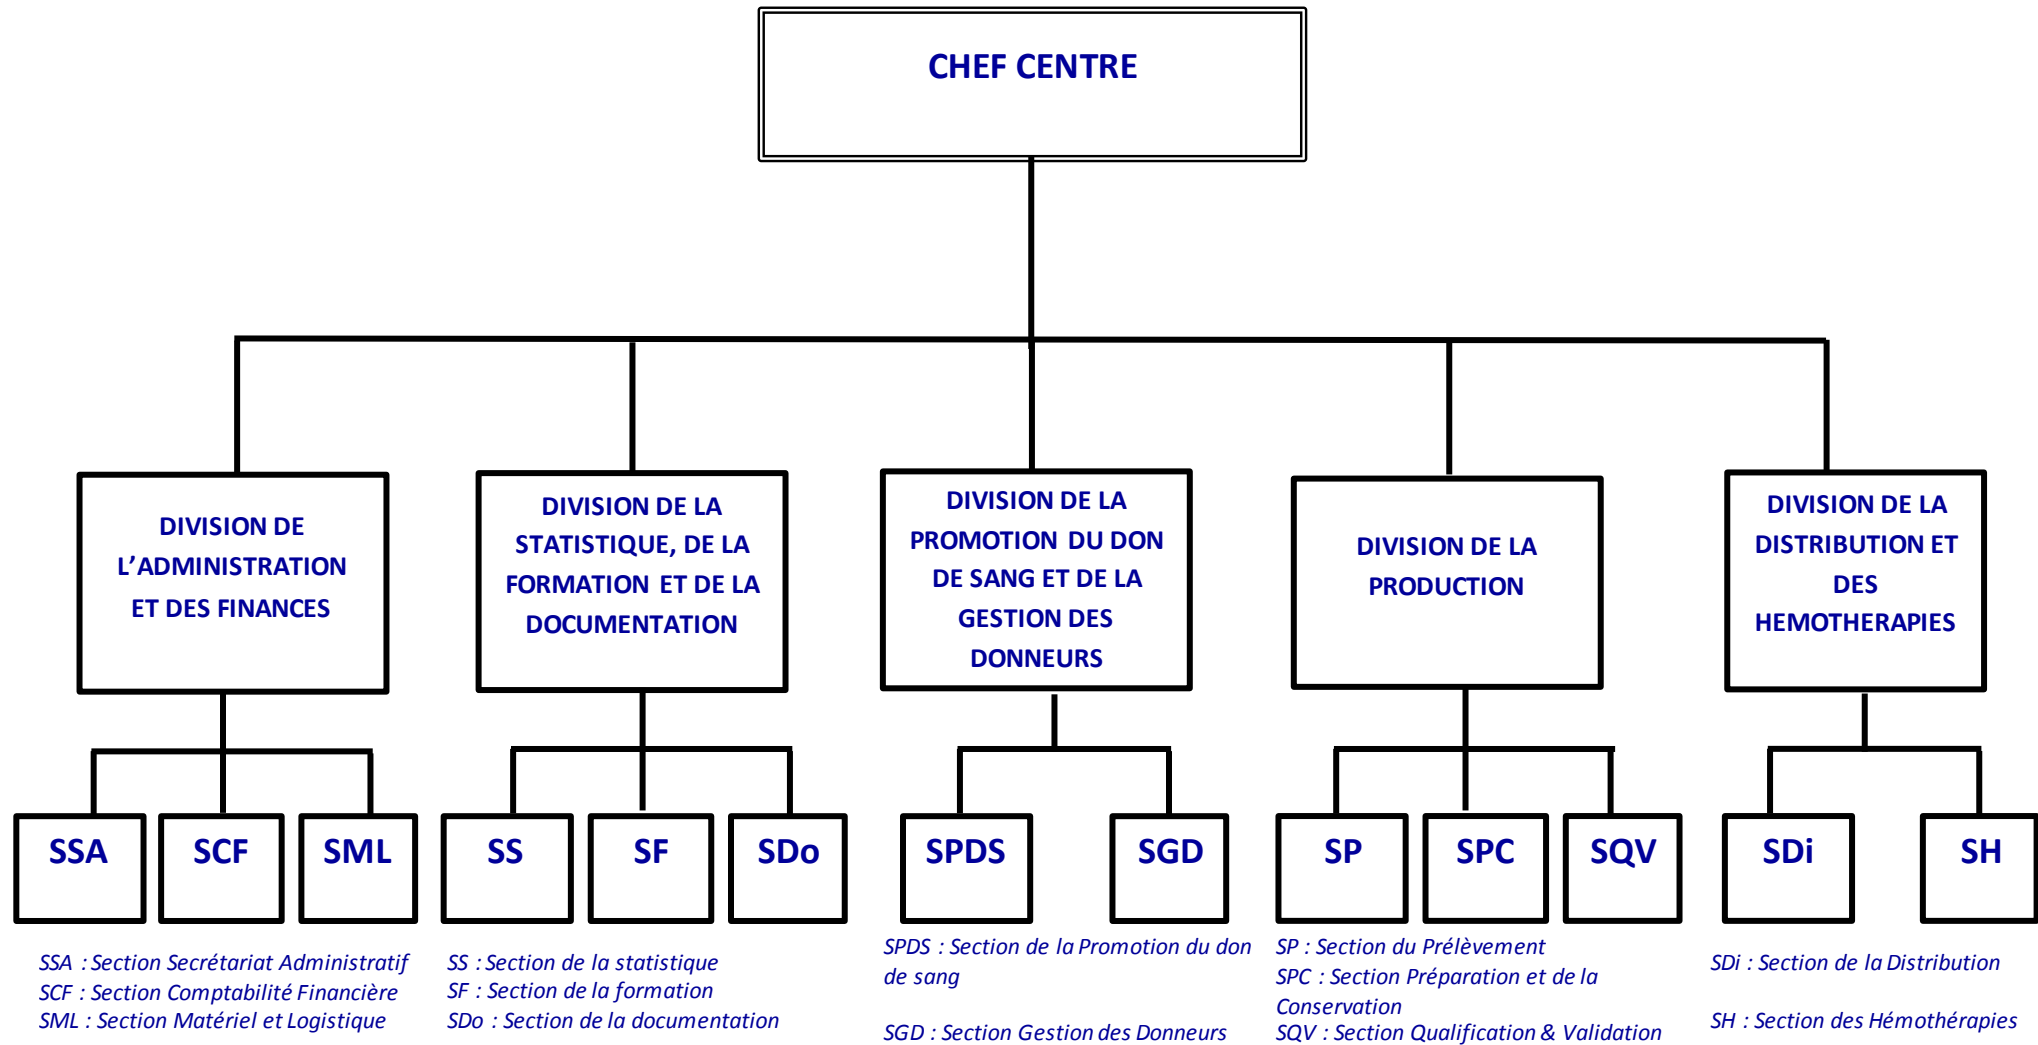 CHEF CENTRE
DIVISION DE
L’ADMINISTRATION
ET DES FINANCES
DIVISION DE LA
STATISTIQUE, DE LA
FORMATION ET DE LA
DOCUMENTATION
DIVISION DE LA
PROMOTION DU DON
DE SANG ET DE LA
GESTION DES
DONNEURS
DIVISION DE LA
PRODUCTION
DIVISION DE LA
DISTRIBUTION ET
DES
HEMOTHERAPIES
SSA
SCF
SML
SS
SF
SDo
SPDS
SGD
SP
SPC
SQV
SDi
SH
SSA : Section Secrétariat Administratif
SCF : Section Comptabilité Financière
SML : Section Matériel et Logistique
SS : Section de la statistique
SF : Section de la formation
SDo : Section de la documentation
SPDS : Section de la Promotion du don
de sang
SGD : Section Gestion des Donneurs
SP : Section du Prélèvement
SPC : Section Préparation et de la
Conservation
SQV : Section Qualification & Validation
SDi : Section de la Distribution
SH : Section des Hémothérapies